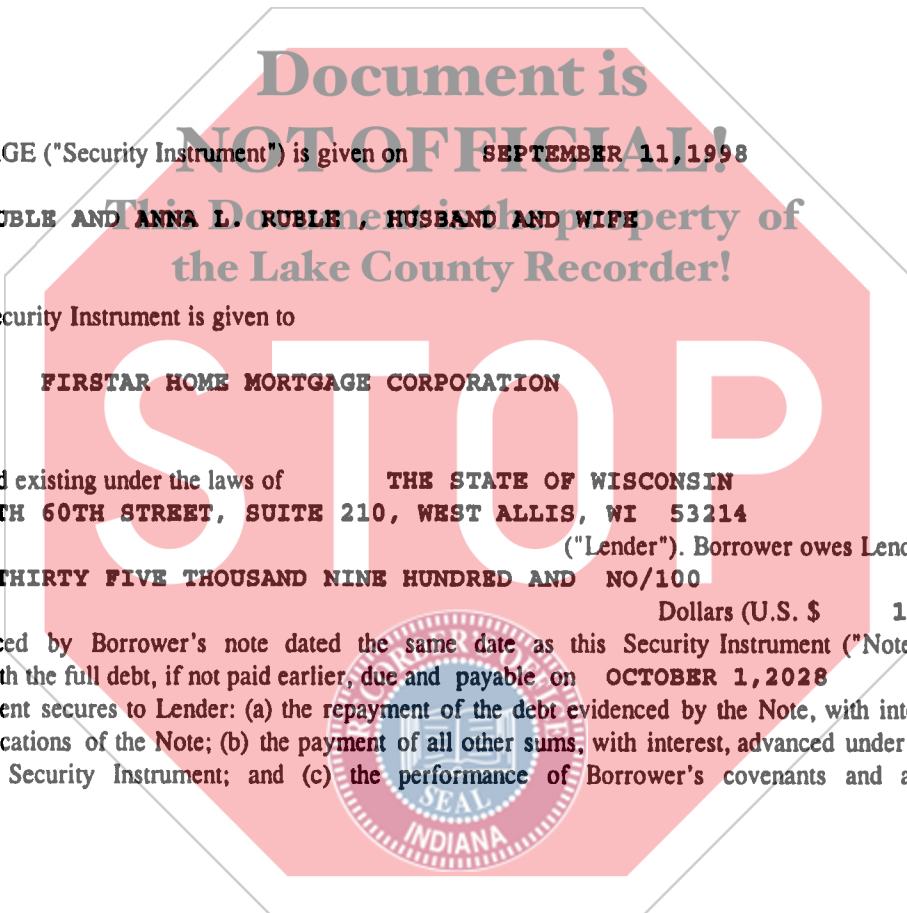 Document is
NOT OFFICIAL!
This Document is the property of
the Lake County Recorder!
STOP
GE ("Security Instrument") is given on SEPTEMBER 11,1998
UBLE AND ANNA L. RUBLE , HUSBAND AND WIFE
ecurity Instrument is given to
FIRSTAR HOME MORTGAGE CORPORATION
d existing under the laws of THE STATE OF WISCONSIN
TH 60TH STREET, SUITE 210, WEST ALLIS, WI 53214
("Lender"). Borrower owes Lend
THIRTY FIVE THOUSAND NINE HUNDRED AND NO/100
Dollars (U.S. $ 1
ced by Borrower's note dated the same date as this Security Instrument ("Note
th the full debt, if not paid earlier, due and payable on OCTOBER 1,2028
ent secures to Lender: (a) the repayment of the debt evidenced by the Note, with inte
cations of the Note; (b) the payment of all other sums, with interest, advanced under
Security Instrument; and (c) the performance of Borrower's covenants and a
SEAL
INDIANA